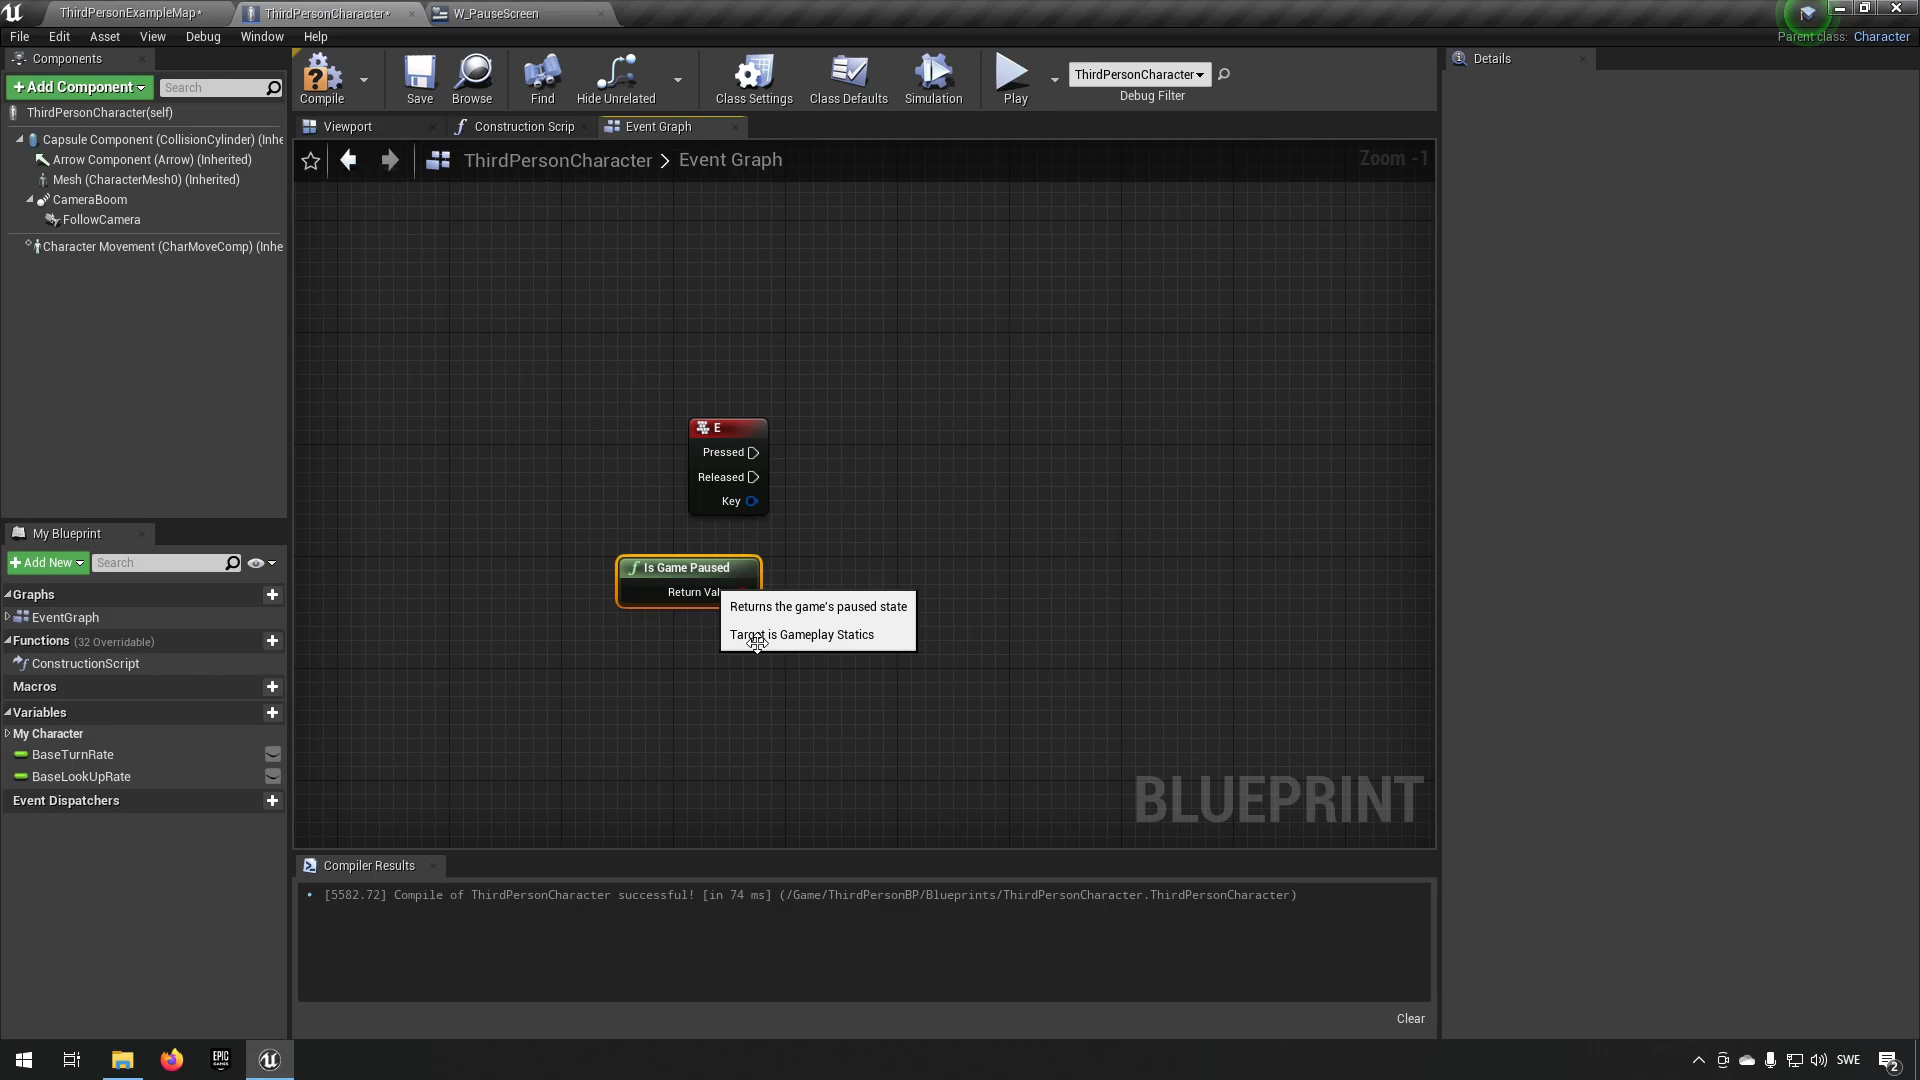 ThirdPersonExampleMap*
ThirdPersonCharacter*
W_PauseScreen
File Edit Asset View Debug Window Help
Parent class: Character
Components
+Add Component
Search
ThirdPersonCharacter(self)
Capsule Component (CollisionCylinder) (Inhe
Arrow Component (Arrow) (Inherited)
Mesh (CharacterMesh0) (Inherited)
CameraBoom
FollowCamera
Character Movement (CharMoveComp) (Inhe
Compile
Save
Browse
Find
Hide Unrelated
Class Settings
Class Defaults
Simulation
Play
ThirdPersonCharacter
Debug Filter
Details
Viewport
Construction Scrip
Event Graph
ThirdPersonCharacter > Event Graph
Zoom -1
E
Pressed
Released
Key
Is Game Paused
Return Val
Returns the game's paused state
Target is Gameplay Statics
BLUEPRINT
My Blueprint
+Add New
Search
Graphs
EventGraph
Functions (32 Overridable)
ConstructionScript
Macros
Variables
My Character
BaseTurnRate
BaseLookUpRate
Event Dispatchers
Compiler Results
[5582.72] Compile of ThirdPersonCharacter successful! [in 74 ms] (/Game/ThirdPersonBP/Blueprints/ThirdPersonCharacter.ThirdPersonCharacter)
Clear
EPIC
GAMES
SWE
2